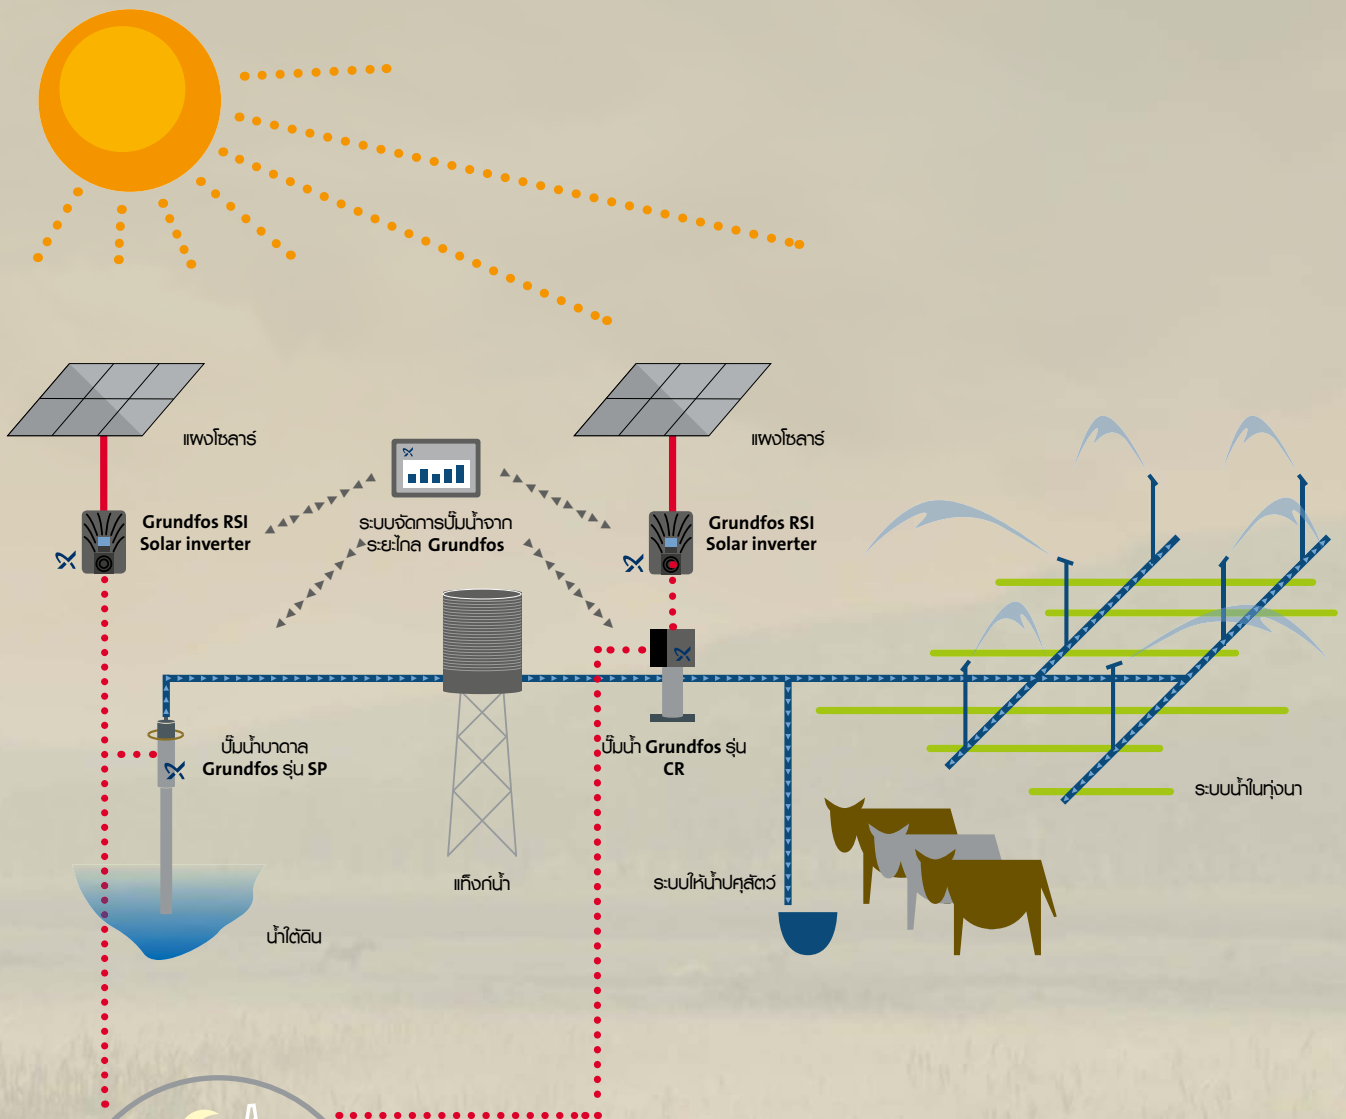 แผงโซลาร์
แผงโซลาร์
Grundfos RSI
Solar inverter
ระบบจัดการปั๊มน้ำจาก
ระยะไกล Grundfos
Grundfos RSI
Solar inverter
ปั๊มน้ำบาดาล
Grundfos รุ่น SP
ปั๊มน้ำ Grundfos รุ่น
CR
ระบบน้ำในทุ่งนา
แท็งก์น้ำ
ระบบให้น้ำปศุสัตว์
น้ำใต้ดิน